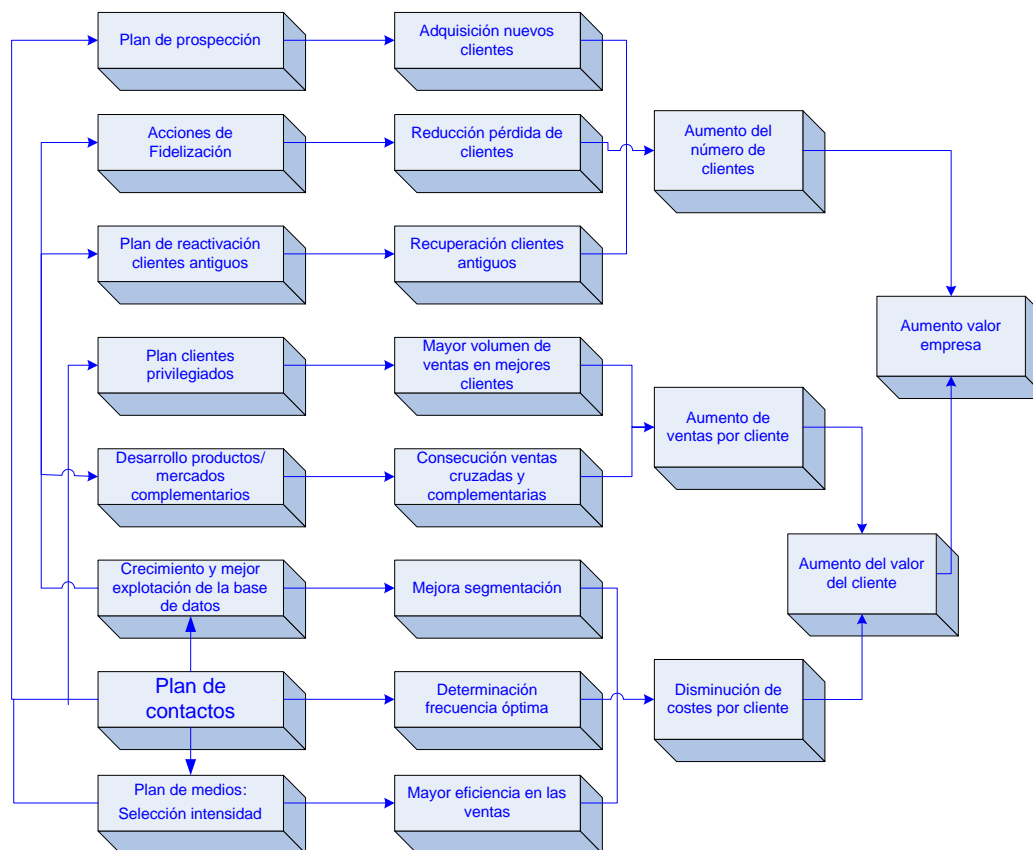 Plan de prospección
Adquisición nuevos
clientes
Acciones de
Fidelización
Reducción pérdida de
clientes
Aumento del
número de
clientes
Plan de reactivación
clientes antiguos
Recuperación clientes
antiguos
Aumento valor
empresa
Plan clientes
privilegiados
Mayor volumen de
ventas en mejores
clientes
Aumento de
ventas por cliente
Desarrollo productos/
mercados
complementarios
Consecución ventas
cruzadas y
complementarias
Crecimiento y mejor
explotación de la base
de datos
Mejora segmentación
Aumento del valor
del cliente
Plan de
contactos
Determinación
frecuencia óptima
Disminución de
costes por cliente
Plan de medios:
Selección intensidad
Mayor eficiencia en las
ventas